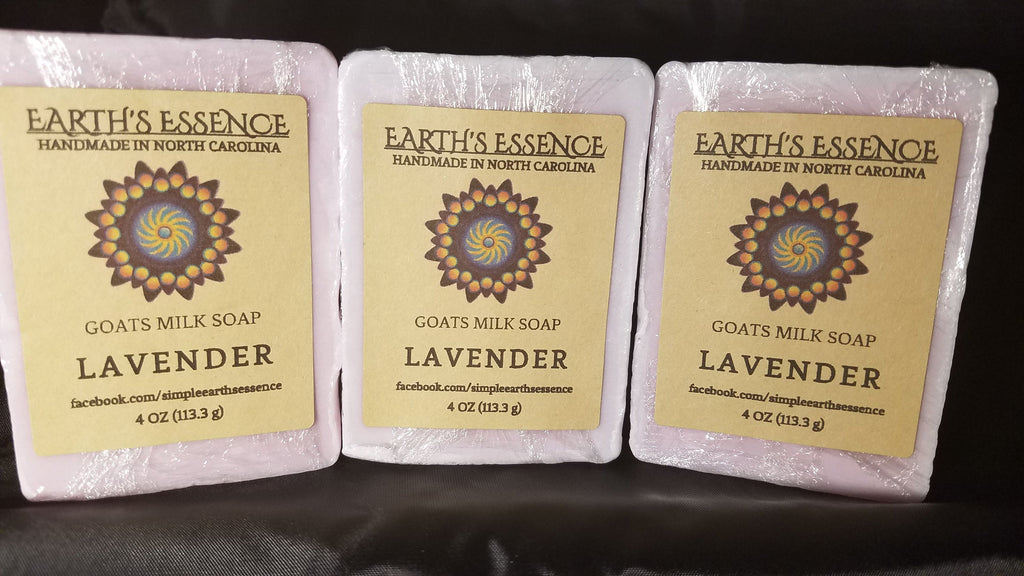 EARTH'S ESSENCE
HANDMADE IN NORTH CAROLINA
GOATS MILK SOAP
LAVENDER
facebook.com/simpleearthsessence
4 OZ (113.3 g)
EARTH'S ESSENCE
HANDMADE IN NORTH CAROLINA
GOATS MILK SOAP
LAVENDER
facebook.com/simpleearthsessence
4 OZ (113.3 g)
EARTH'S ESSENCE
HANDMADE IN NORTH CAROLINA
GOATS MILK SOAP
LAVENDER
facebook.com/simpleearthsessence
4 OZ (113.3 g)